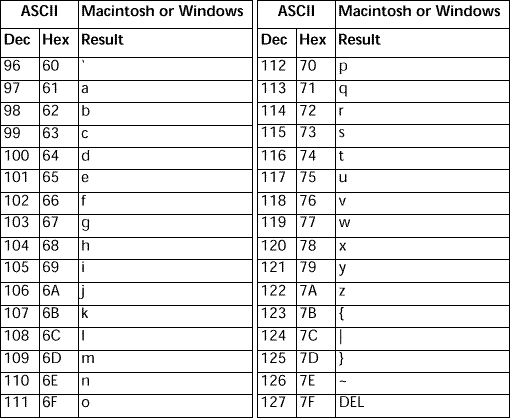 ASCII Macintosh or Windows ASCII Macintosh or Windows
Dec Hex Result Dec Hex Result
96 60 ` 112 70 p
97 61 a 113 71 q
98 62 b 114 72 r
99 63 c 115 73 s
100 64 d 116 74 t
101 65 e 117 75 u
102 66 f 118 76 v
103 67 g 119 77 w
104 68 h 120 78 x
105 69 i 121 79 y
106 6A j 122 7A z
107 6B k 123 7B {
108 6C l 124 7C |
109 6D m 125 7D }
110 6E n 126 7E ~
111 6F o 127 7F DEL